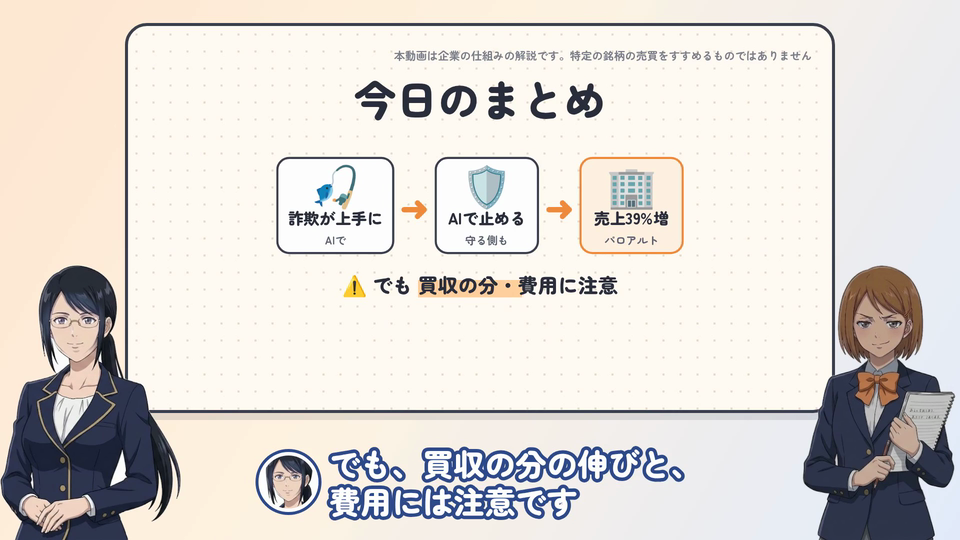 本動画は企業の仕組みの解説です。特定の銘柄の売買をすすめるものではありません
今日のまとめ
詐欺が上手に
AIで
AIで止める
守る側も
売上39%増
パロアルト
でも 買収の分・費用に注意
でも、買収の分の伸びと、
費用には注意です